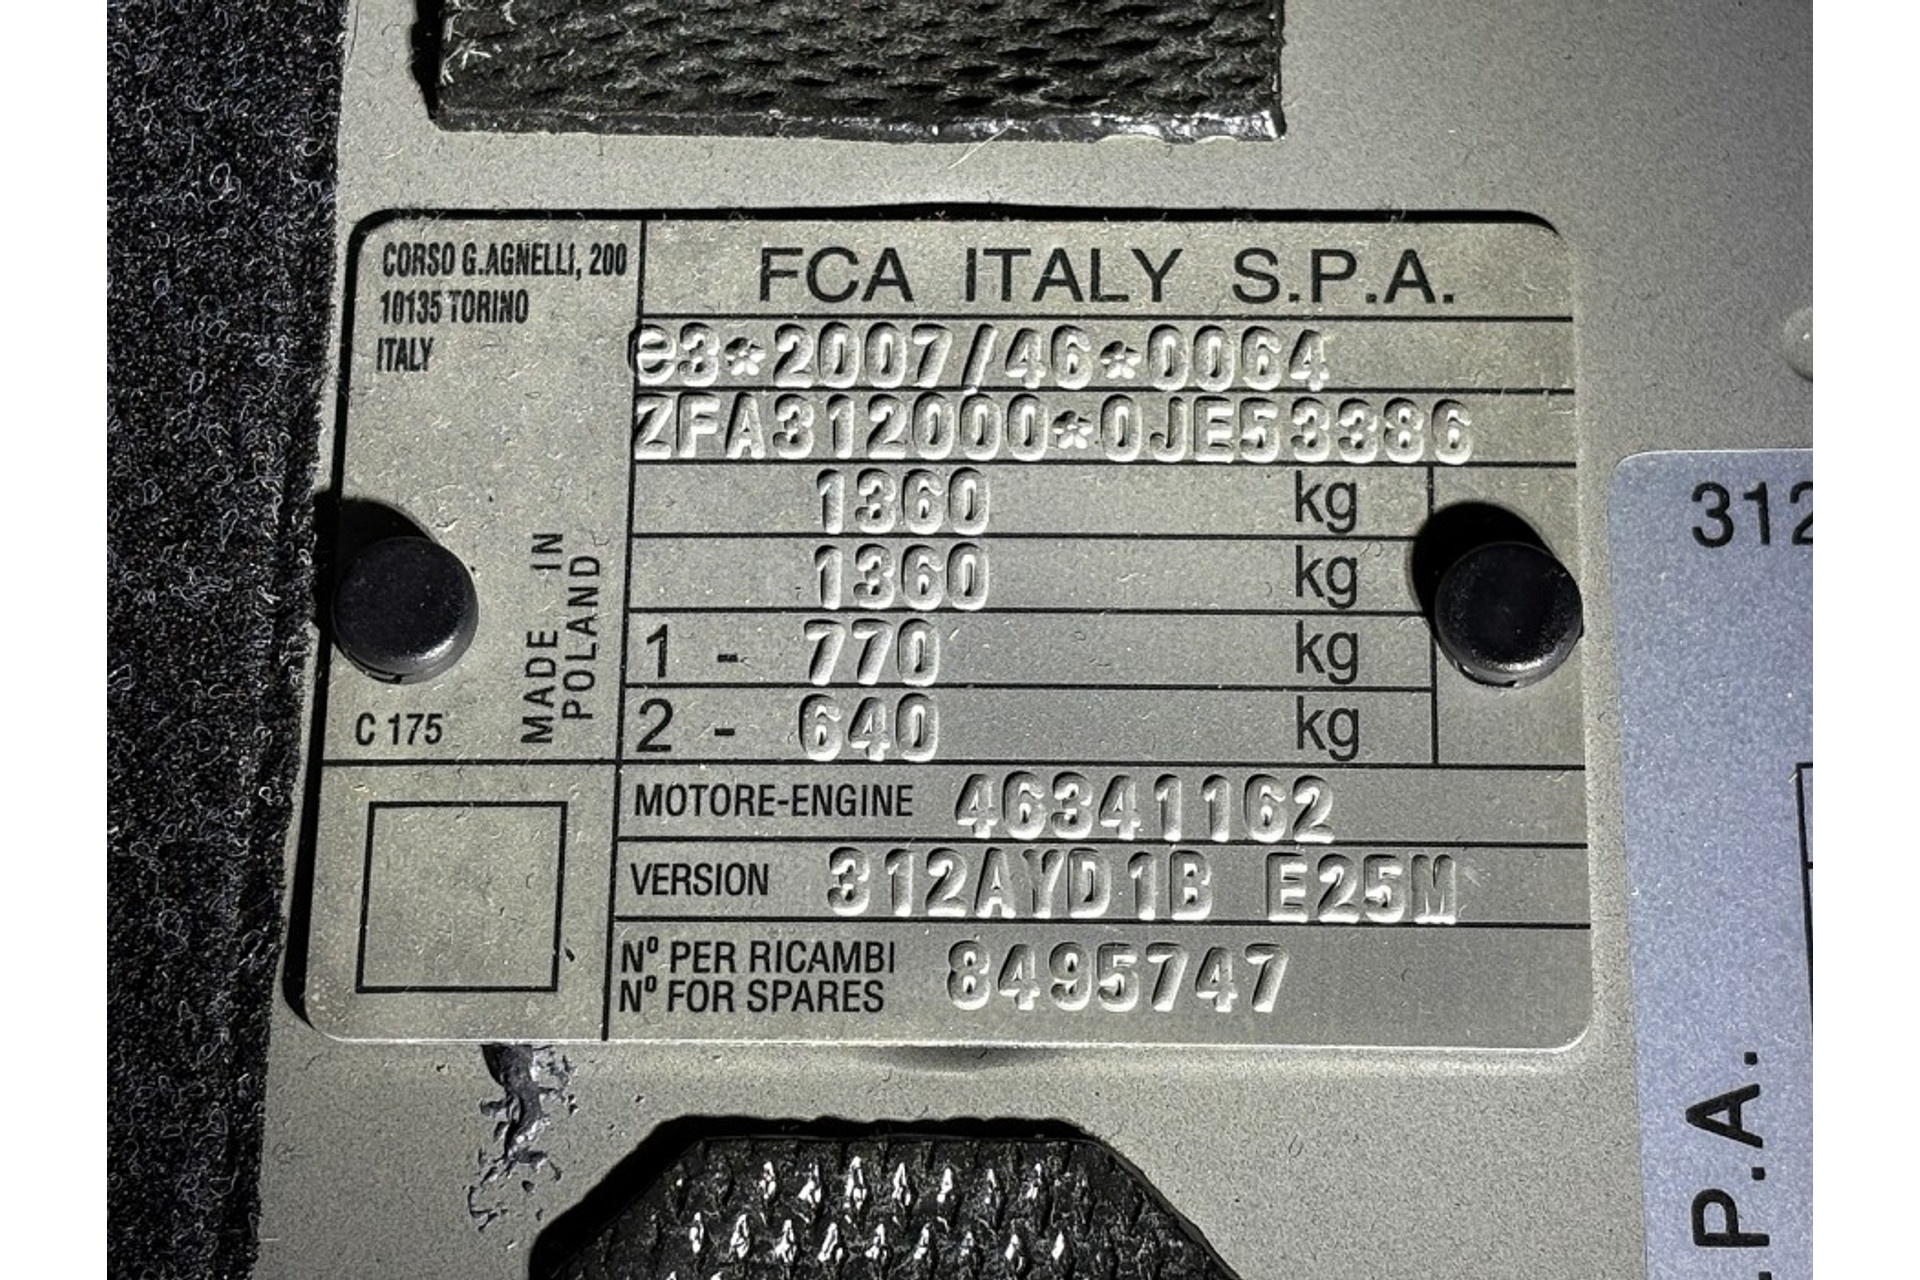 CORSO G.AGNELLI, 200
10135 TORINO
ITALY
FCA ITALY S.P.A.
e3*2007/46*0064
ZFA312000*0JE53386
1360 kg
1360 kg
1 - 770 kg
2 - 640 kg
MADE IN
POLAND
C 175
MOTORE-ENGINE 46341162
VERSION 312AYD1B E25M
Nº PER RICAMBI
Nº FOR SPARES 8495747
312
.P.A.